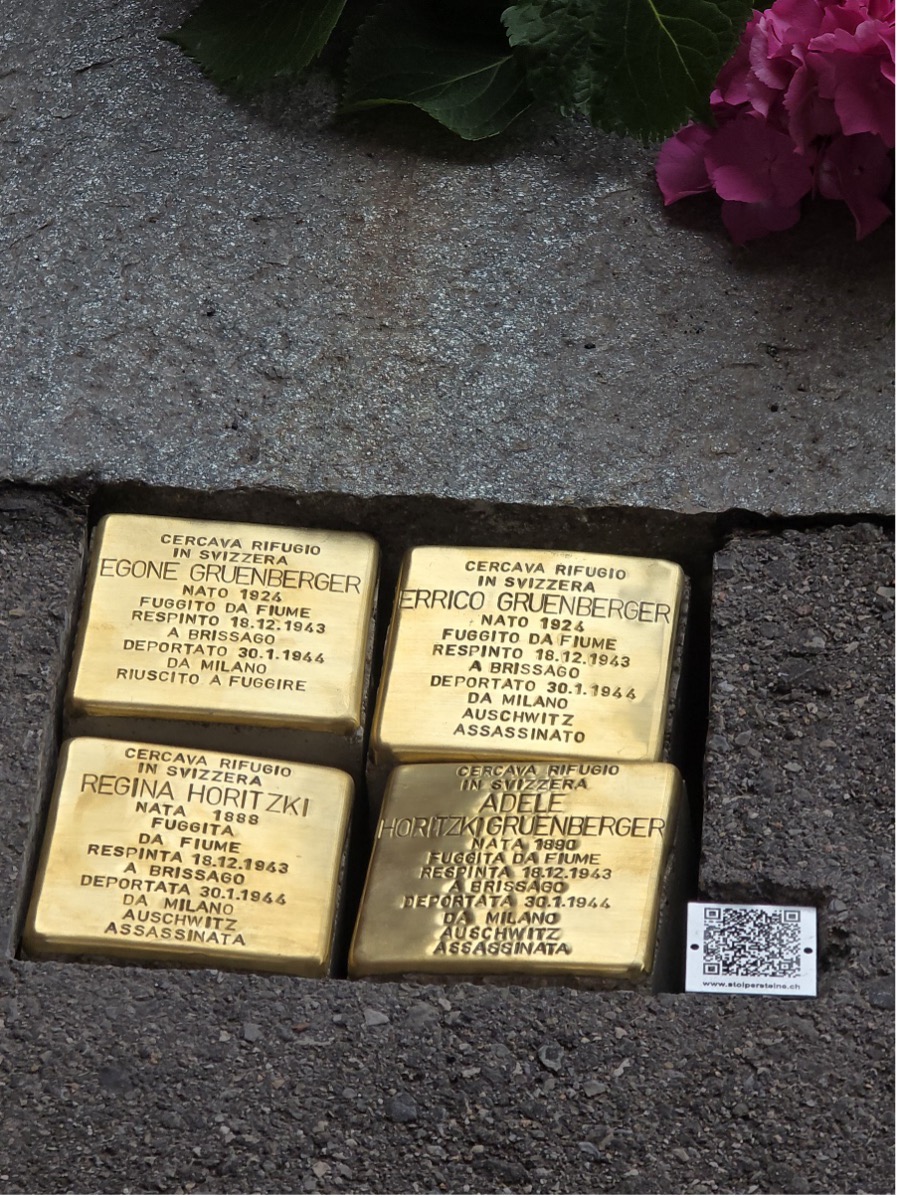 CERCAVA RIFUGIO
IN SVIZZERA
EGONE GRUENBERGER
NATO 1924
FUGGITO DA FIUME
RESPINTO 18.12.1943
A BRISSAGO
DEPORTATO 30.1.1944
DA MILANO
RIUSCITO A FUGGIRE
CERCAVA RIFUGIO
IN SVIZZERA
ERRICO GRUENBERGER
NATO 1924
FUGGITO DA FIUME
RESPINTO 18.12.1943
A BRISSAGO
DEPORTATO 30.1.1944
DA MILANO
AUSCHWITZ
ASSASSINATO
CERCAVA RIFUGIO
IN SVIZZERA
REGINA HORITZKI
NATA 1888
FUGGITA
DA FIUME
RESPINTA 18.12.1943
A BRISSAGO
DEPORTATA 30.1.1944
DA MILANO
AUSCHWITZ
ASSASSINATA
CERCAVA RIFUGIO
IN SVIZZERA
ADELE
HORITZKI GRUENBERGER
NATA 1890
FUGGITA DA FIUME
RESPINTA 18.12.1943
A BRISSAGO
DEPORTATA 30.1.1944
DA MILANO
AUSCHWITZ
ASSASSINATA
www.stolpersteine.ch